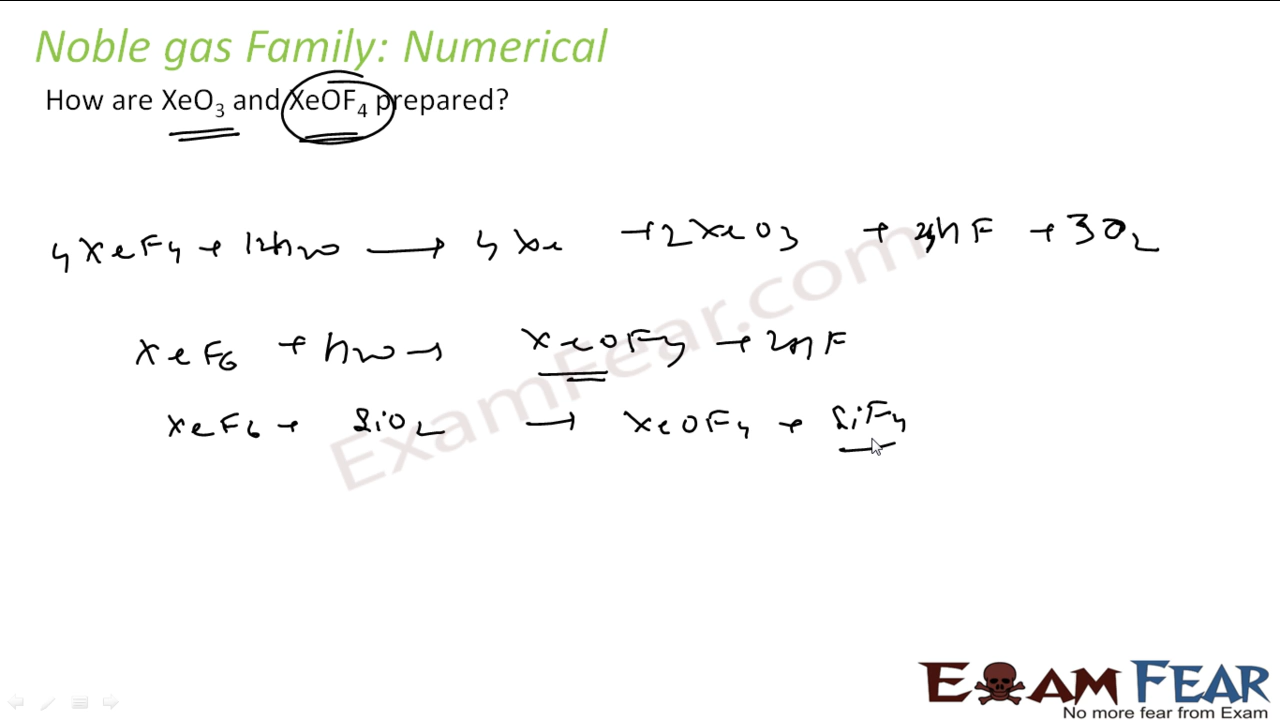 Noble gas Family: Numerical
How are XeO3 and XeOF4 prepared?
4XeF4 + 12H2O → 4Xe + 2XeO3 + 24HF + 3O2
XeF6 + H2O → XeOF4 + 2HF
XeF6 + SiO2 → XeOF4 + SiF4
ExamFear.com
EXAM FEAR
No more fear from Exam